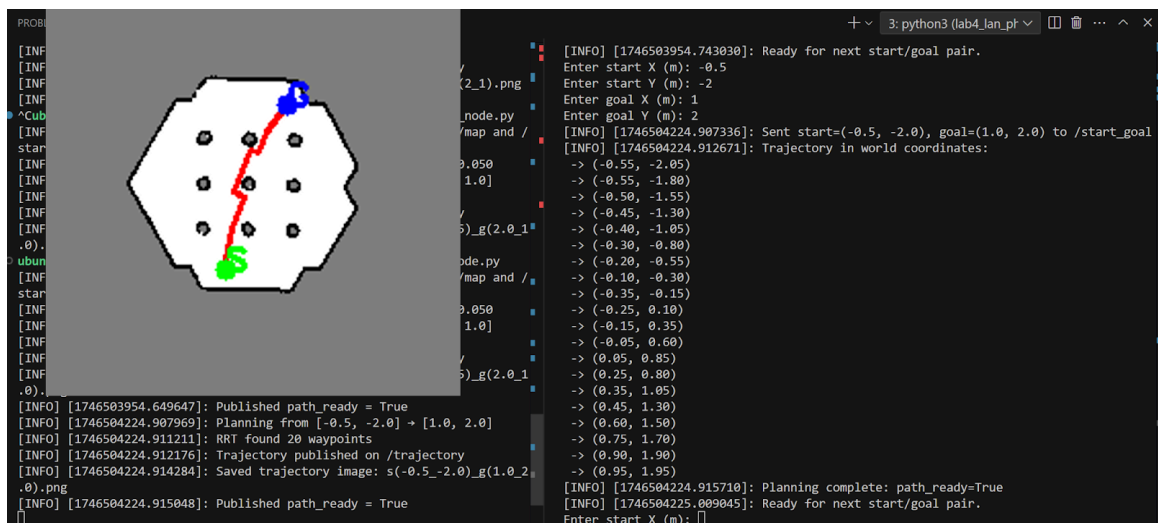 PROB
3: python3 (lab4_lan_ph
[INF
[INF
(2_1).png
[INF
^Cub
_node.py
[INF
/map and /
star
[INF
0.050
[INF
1.0]
[INF
[INF
[INF
)_g(2.0_1
.0).
ubun
ode.py
[INF
/map and /
star
[INF
0.050
[INF
1.0]
[INF
[INF
[INF
)_g(2.0_1
.0).
[INFO] [1746503954.649647]: Published path_ready = True
[INFO] [1746504224.907969]: Planning from [-0.5, -2.0] → [1.0, 2.0]
[INFO] [1746504224.911211]: RRT found 20 waypoints
[INFO] [1746504224.912176]: Trajectory published on /trajectory
[INFO] [1746504224.914284]: Saved trajectory image: s(-0.5_-2.0)_g(1.0_2
.0).png
[INFO] [1746504224.915048]: Published path_ready = True
S
G
[INFO] [1746503954.743030]: Ready for next start/goal pair.
Enter start X (m): -0.5
Enter start Y (m): -2
Enter goal X (m): 1
Enter goal Y (m): 2
[INFO] [1746504224.907336]: Sent start=(-0.5, -2.0), goal=(1.0, 2.0) to /start_goal
[INFO] [1746504224.912671]: Trajectory in world coordinates:
-> (-0.55, -2.05)
-> (-0.55, -1.80)
-> (-0.50, -1.55)
-> (-0.45, -1.30)
-> (-0.40, -1.05)
-> (-0.30, -0.80)
-> (-0.20, -0.55)
-> (-0.10, -0.30)
-> (-0.35, -0.15)
-> (-0.25, 0.10)
-> (-0.15, 0.35)
-> (-0.05, 0.60)
-> (0.05, 0.85)
-> (0.25, 0.80)
-> (0.35, 1.05)
-> (0.45, 1.30)
-> (0.60, 1.50)
-> (0.75, 1.70)
-> (0.90, 1.90)
-> (0.95, 1.95)
[INFO] [1746504224.915710]: Planning complete: path_ready=True
[INFO] [1746504225.009045]: Ready for next start/goal pair.
Enter start X (m):